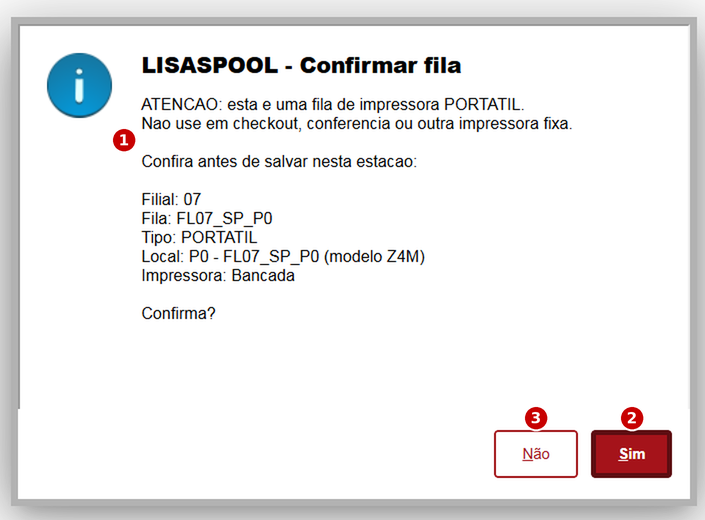 LISASPOOL - Confirmar fila
ATENCAO: esta e uma fila de impressora PORTATIL.
Nao use em checkout, conferencia ou outra impressora fixa.
1
Confira antes de salvar nesta estacao:
Filial: 07
Fila: FL07_SP_P0
Tipo: PORTATIL
Local: P0 - FL07_SP_P0 (modelo Z4M)
Impressora: Bancada
Confirma?
3
2
Não
Sim